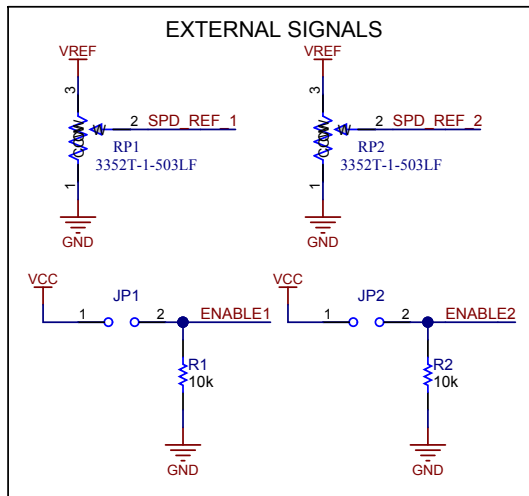 EXTERNAL SIGNALS
VREF
3
2
SPD_REF_1
RP1
3352T-1-503LF
1
GND
VREF
3
2
SPD_REF_2
RP2
3352T-1-503LF
1
GND
VCC
JP1
1
2
ENABLE1
R1
10k
GND
VCC
JP2
1
2
ENABLE2
R2
10k
GND